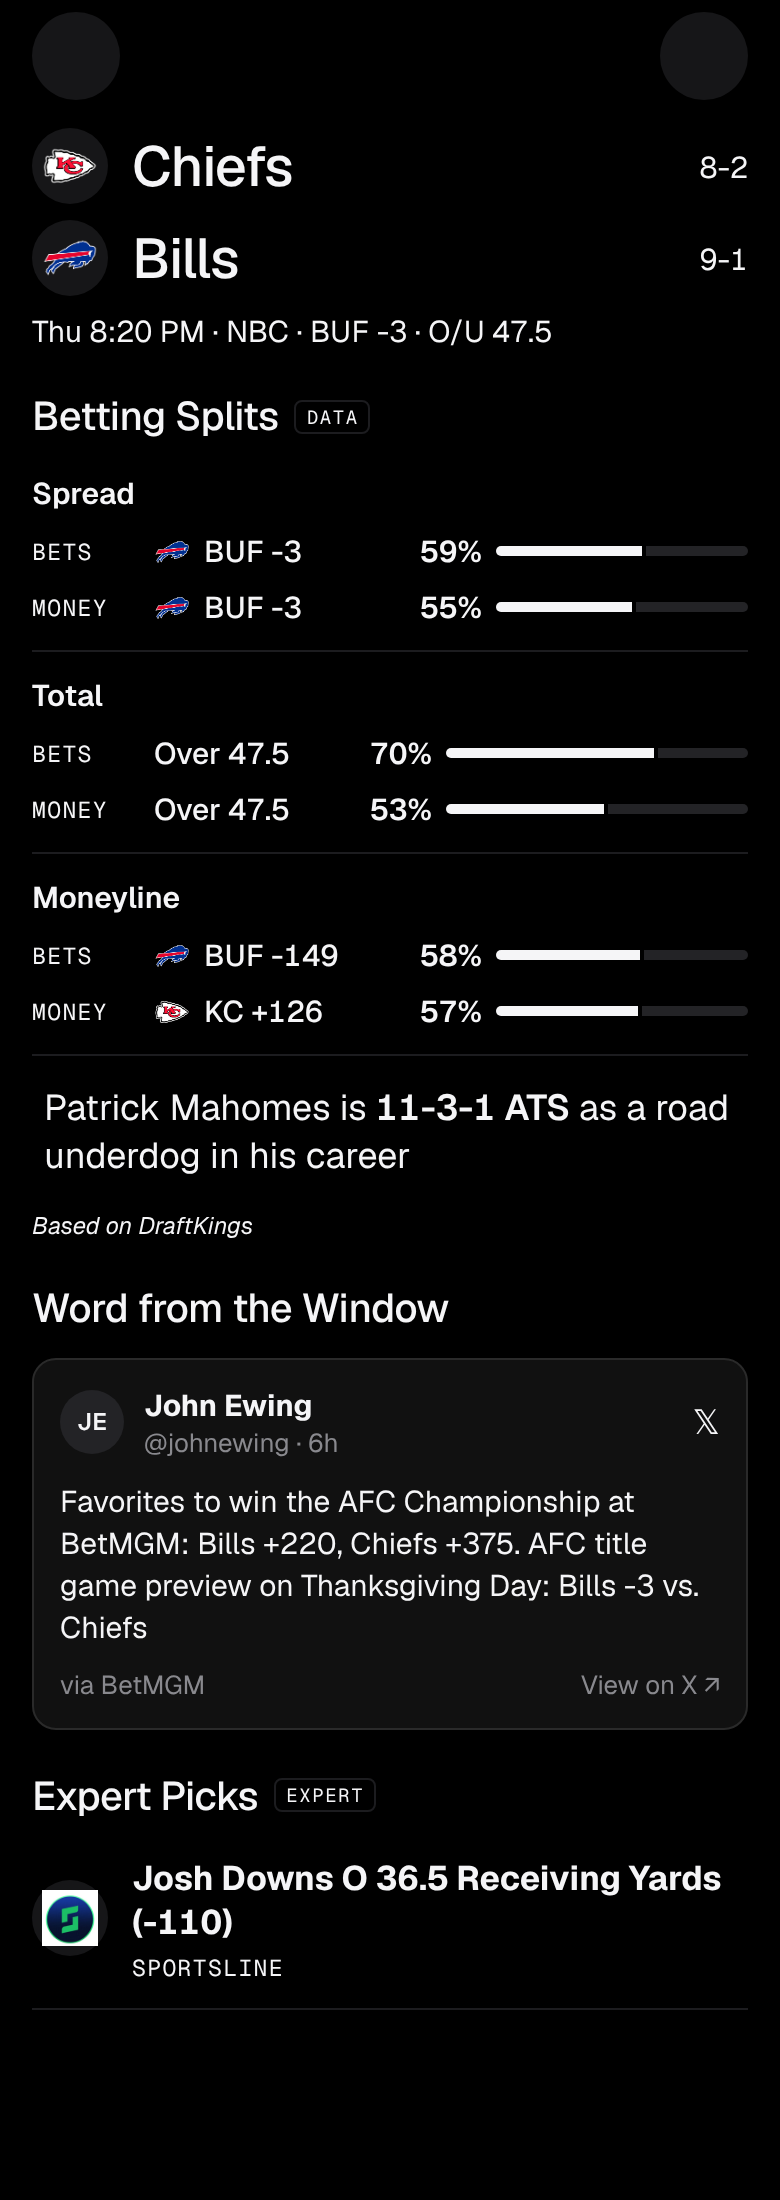 Chiefs 8-2
Bills 9-1
Thu 8:20 PM · NBC · BUF -3 · O/U 47.5
Betting Splits DATA
Spread
BETS BUF -3 59%
MONEY BUF -3 55%
Total
BETS Over 47.5 70%
MONEY Over 47.5 53%
Moneyline
BETS BUF -149 58%
MONEY KC +126 57%
Patrick Mahomes is 11-3-1 ATS as a road
underdog in his career
Based on DraftKings
Word from the Window
JE John Ewing 𝕏
@johnewing · 6h
Favorites to win the AFC Championship at
BetMGM: Bills +220, Chiefs +375. AFC title
game preview on Thanksgiving Day: Bills -3 vs.
Chiefs
via BetMGM View on X ↗
Expert Picks EXPERT
Josh Downs O 36.5 Receiving Yards
(-110)
SPORTSLINE